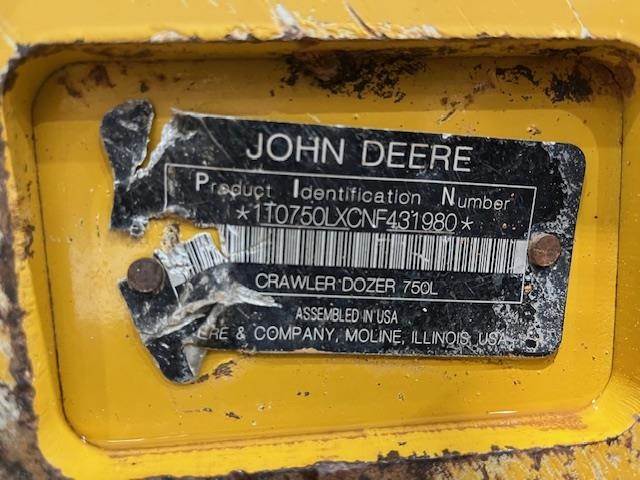 JOHN DEERE
Product Identification Number
*1T0750LXCNF431980*
CRAWLER DOZER 750L
ASSEMBLED IN USA
ERE & COMPANY, MOLINE, ILLINOIS, USA